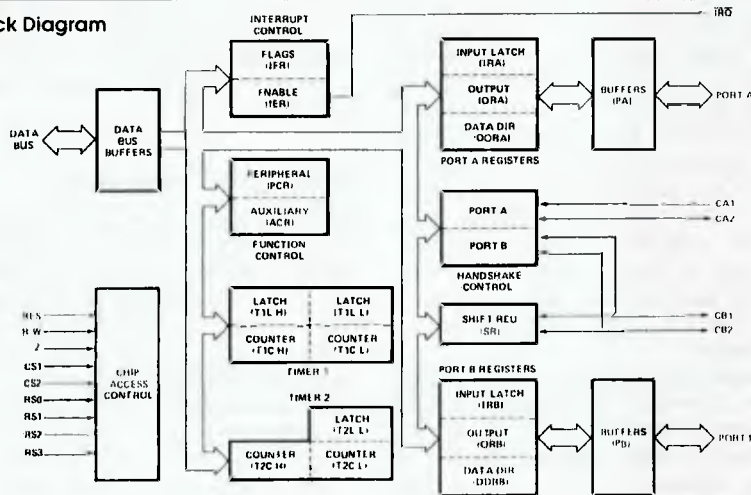 ck Diagram
INTERRUPT
CONTROL
FLAGS
(IFR)
ENABLE
(IER)
IRQ
DATA
BUS
DATA
BUS
BUFFERS
INPUT LATCH
(IRA)
OUTPUT
(ORA)
DATA DIR
(DDRA)
PORT A REGISTERS
BUFFERS
(PA)
PORT A
PERIPHERAL
(PCR)
AUXILIARY
(ACR)
FUNCTION
CONTROL
PORT A
PORT B
HANDSHAKE
CONTROL
CA1
CA2
LATCH
(T1L H)
LATCH
(T1L L)
COUNTER
(T1C H)
COUNTER
(T1C L)
TIMER 1
SHIFT REG
(SR)
CB1
CB2
RES
R/W
CS1
CS2
RS0
RS1
RS2
RS3
CHIP
ACCESS
CONTROL
TIMER 2
LATCH
(T2L L)
COUNTER
(T2C H)
COUNTER
(T2C L)
PORT B REGISTERS
INPUT LATCH
(IRB)
OUTPUT
(ORB)
DATA DIR
(DDRB)
BUFFERS
(PB)
PORT